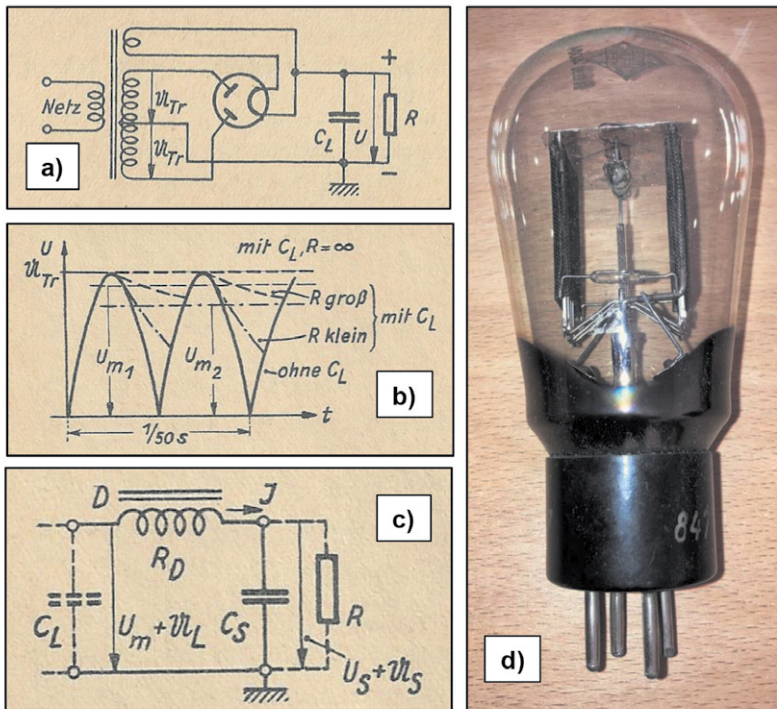 Netz
𝔘Tr
𝔘Tr
CL
U
+
R
−
a)
U
𝔘Tr
mit CL, R=∞
R groß
R klein
mit CL
Um1
Um2
ohne CL
t
1/50 s
b)
D
J
c)
RD
CL
Um+𝔘L
CS
R
US+𝔘S
d)
847